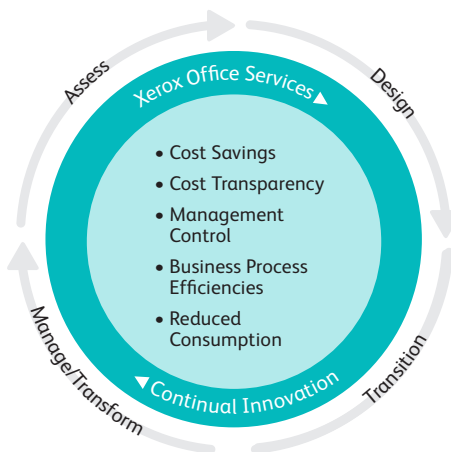 Assess
Design
Xerox Office Services
• Cost Savings
• Cost Transparency
• Management
Control
• Business Process
Efficiencies
• Reduced
Consumption
Continual Innovation
Manage/Transform
Transition